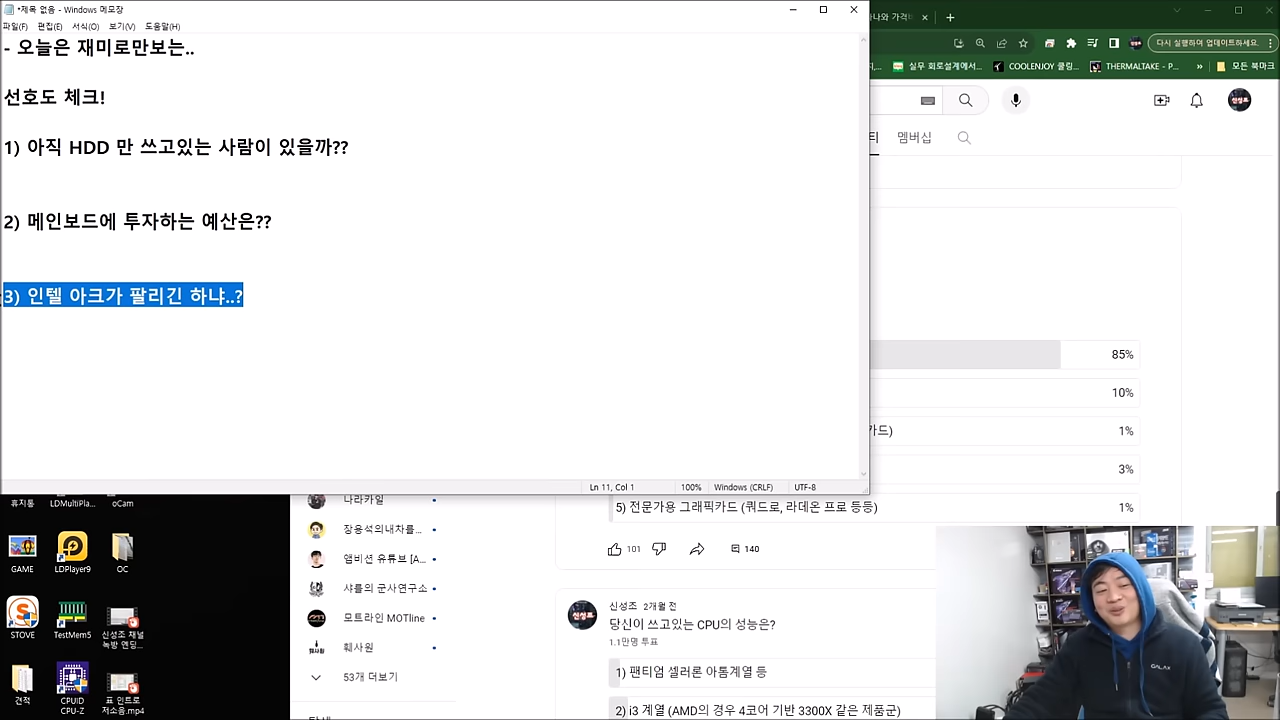 *제목 없음 - Windows 메모장
파일(F) 편집(E) 서식(O) 보기(V) 도움말(H)
- 오늘은 재미로만보는..
선호도 체크!
1) 아직 HDD 만 쓰고있는 사람이 있을까??
2) 메인보드에 투자하는 예산은??
3) 인텔 아크가 팔리긴 하냐..?
Ln 11, Col 1 100% Windows (CRLF) UTF-8
다시 실행하여 업데이트하세요.
실무 회로설계에서... COOLENJOY 쿨링... THERMALTAKE - P... » 모든 북마크
멤버십
85%
10%
카드) 1%
3%
5) 전문가용 그래픽카드 (쿼드로, 라데온 프로 등등) 1%
101 140
신성조 2개월 전
당신이 쓰고있는 CPU의 성능은?
1.1만명 투표
1) 팬티엄 셀러론 아톰계열 등
2) i3 계열 (AMD의 경우 4코어 기반 3300X 같은 제품군)
나라카일
장용석의내차를...
앰비션 유튜브 [A...
샤를의 군사연구소
모트라인 MOTline
훼사원
53개 더보기
휴지통 LDMultiPla... oCam
GAME LDPlayer9 OC
STOVE TestMem5 신성조 채널 녹방 엔딩...
견적 CPUID CPU-Z 표 인트로 저소음.mp4
GALAX